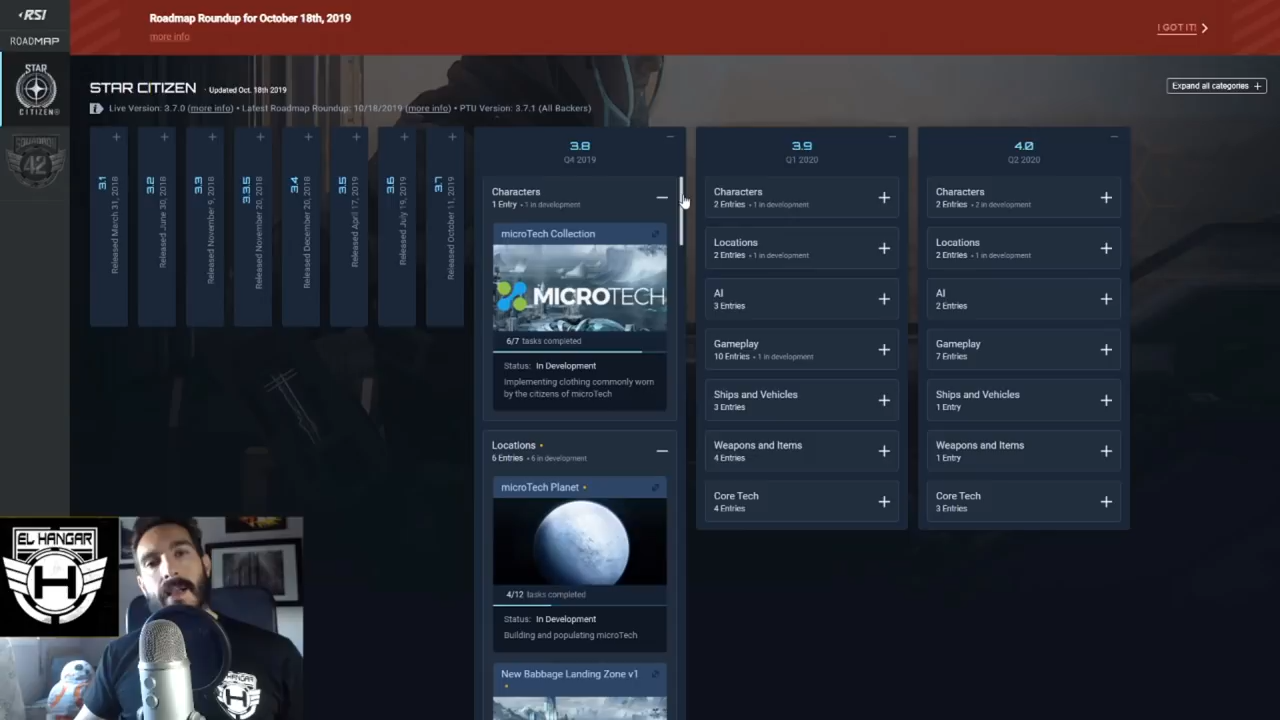 RSI
ROADMAP
STAR
CITIZEN
42
Roadmap Roundup for October 18th, 2019
more info
I GOT IT!
STAR CITIZEN • Updated Oct. 18th 2019
Expand all categories +
Live Version: 3.7.0 (more info) • Latest Roadmap Roundup: 10/18/2019 (more info) • PTU Version: 3.7.1 (All Backers)
3.1
Released March 31, 2018
3.2
Released June 30, 2018
3.3
Released November 9, 2018
3.3.5
Released November 20, 2018
3.4
Released December 20, 2018
3.5
Released April 17, 2019
3.6
Released July 19, 2019
3.7
Released October 11, 2019
3.8
Q4 2019
Characters
1 Entry • 1 in development
microTech Collection
MICROTECH
6/7 tasks completed
Status: In Development
Implementing clothing commonly worn
by the citizens of microTech
Locations •
6 Entries • 6 in development
microTech Planet •
4/12 tasks completed
Status: In Development
Building and populating microTech
New Babbage Landing Zone v1
3.9
Q1 2020
Characters
2 Entries • 1 in development
Locations
2 Entries • 1 in development
AI
3 Entries
Gameplay
10 Entries • 1 in development
Ships and Vehicles
3 Entries
Weapons and Items
4 Entries
Core Tech
4 Entries
4.0
Q2 2020
Characters
2 Entries • 2 in development
Locations
2 Entries • 1 in development
AI
2 Entries
Gameplay
7 Entries
Ships and Vehicles
1 Entry
Weapons and Items
1 Entry
Core Tech
3 Entries
EL HANGAR
H
HANGAR